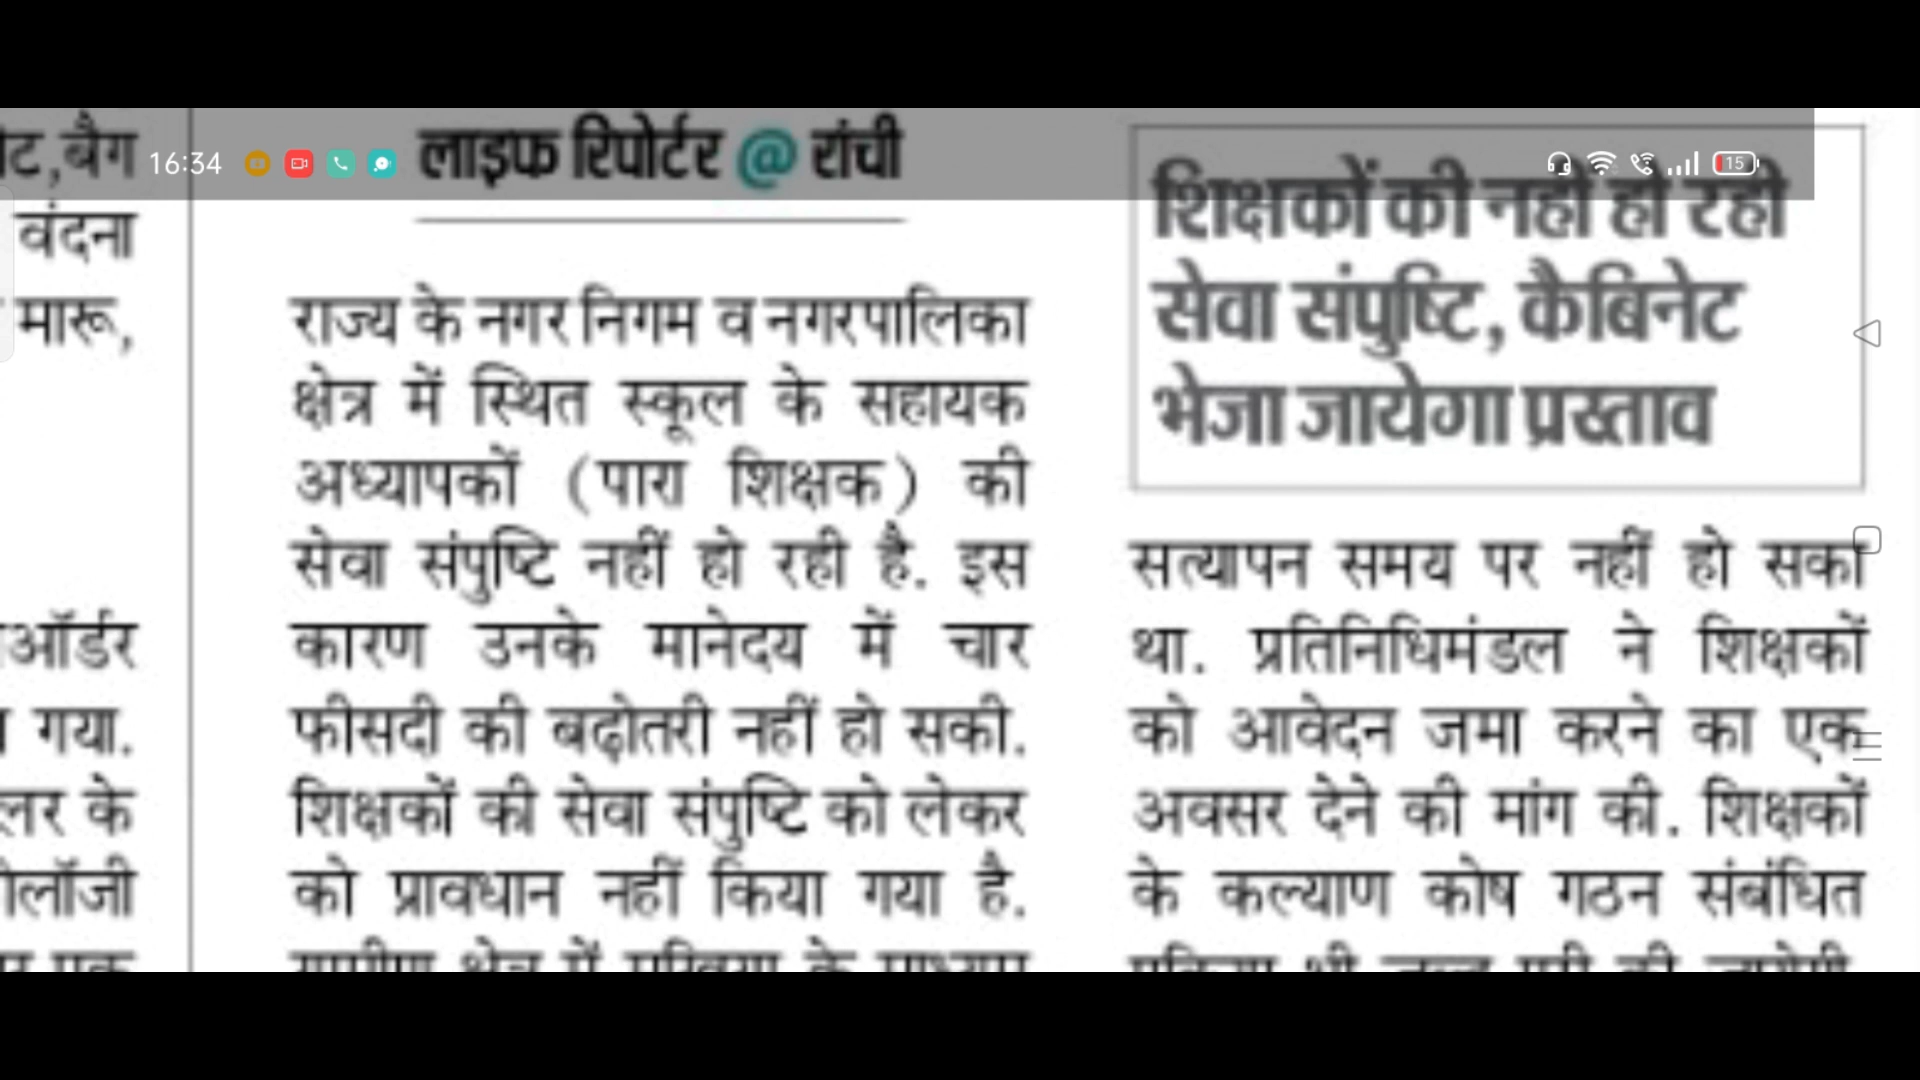 ट,बैग
वंदना
मारू,
ऑर्डर
गया.
लर के
लॉजी
16:34
लाइफ रिपोर्टर @ रांची
राज्य के नगर निगम व नगरपालिका
क्षेत्र में स्थित स्कूल के सहायक
अध्यापकों (पारा शिक्षक) की
सेवा संपुष्टि नहीं हो रही है. इस
कारण उनके मानेदय में चार
फीसदी की बढ़ोतरी नहीं हो सकी.
शिक्षकों की सेवा संपुष्टि को लेकर
को प्रावधान नहीं किया गया है.
15
शिक्षकों की नहीं हो रही
सेवा संपुष्टि, कैबिनेट
भेजा जायेगा प्रस्ताव
सत्यापन समय पर नहीं हो सका
था. प्रतिनिधिमंडल ने शिक्षकों
को आवेदन जमा करने का एक
अवसर देने की मांग की. शिक्षकों
के कल्याण कोष गठन संबंधित